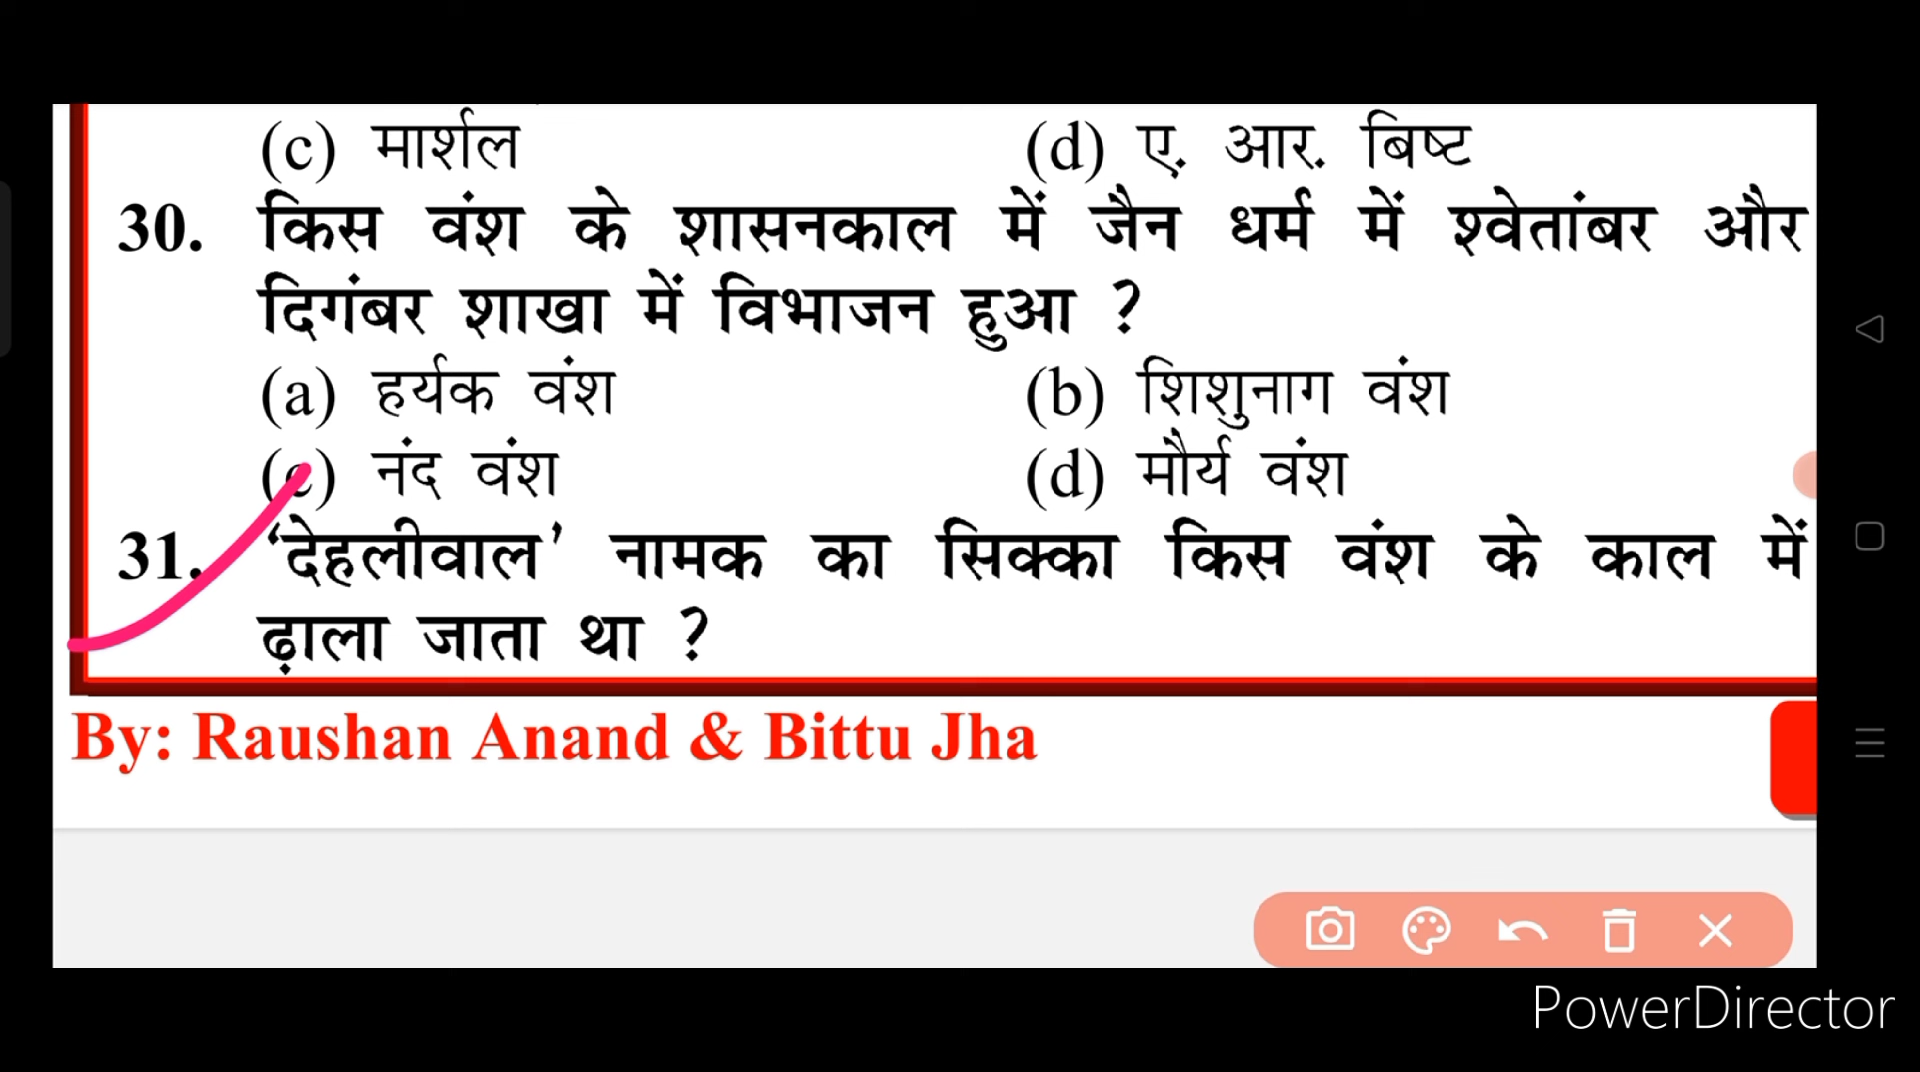 (c) मार्शल (d) ए. आर. बिष्ट
30. किस वंश के शासनकाल में जैन धर्म में श्वेतांबर और
दिगंबर शाखा में विभाजन हुआ ?
(a) हर्यक वंश (b) शिशुनाग वंश
(c) नंद वंश (d) मौर्य वंश
31. ‘देहलीवाल’ नामक का सिक्का किस वंश के काल में
ढ़ाला जाता था ?
By: Raushan Anand & Bittu Jha
PowerDirector